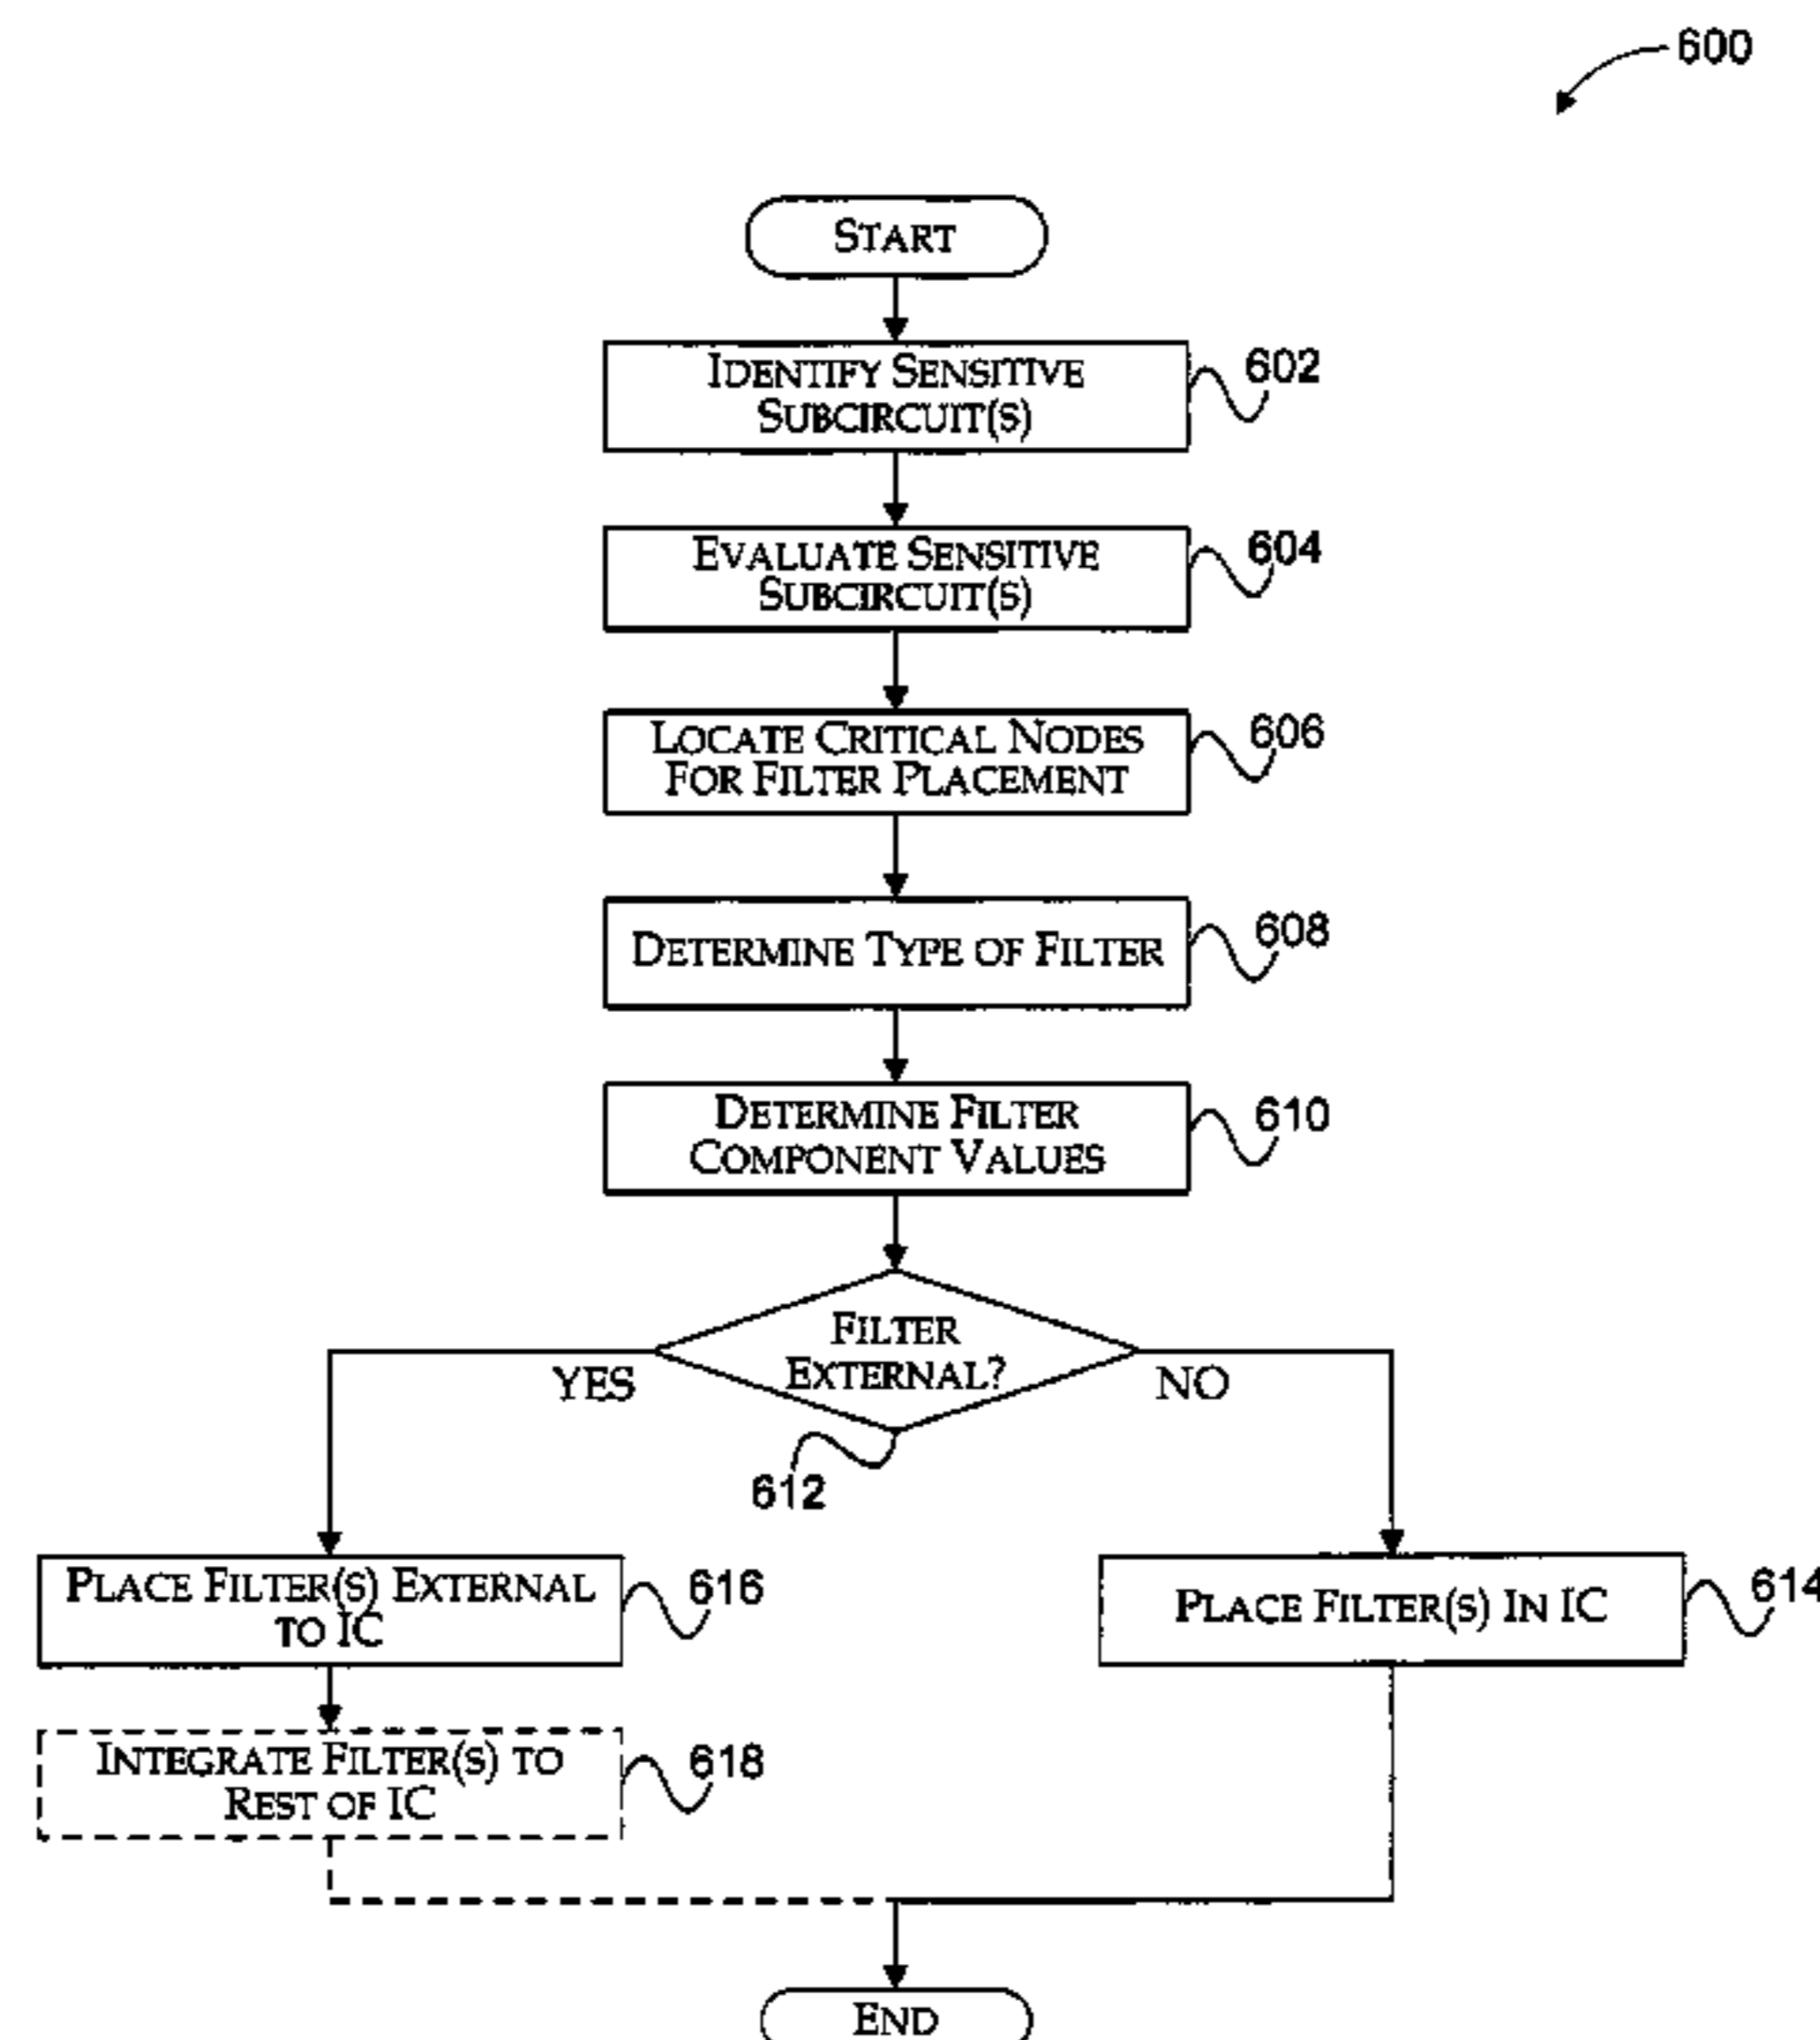 600
START
IDENTIFY SENSITIVE
SUBCIRCUIT(S)
602
EVALUATE SENSITIVE
SUBCIRCUIT(S)
604
LOCATE CRITICAL NODES
FOR FILTER PLACEMENT
606
DETERMINE TYPE OF FILTER
608
DETERMINE FILTER
COMPONENT VALUES
610
FILTER
EXTERNAL?
YES
NO
612
PLACE FILTER(S) EXTERNAL
TO IC
616
PLACE FILTER(S) IN IC
614
INTEGRATE FILTER(S) TO
REST OF IC
618
END